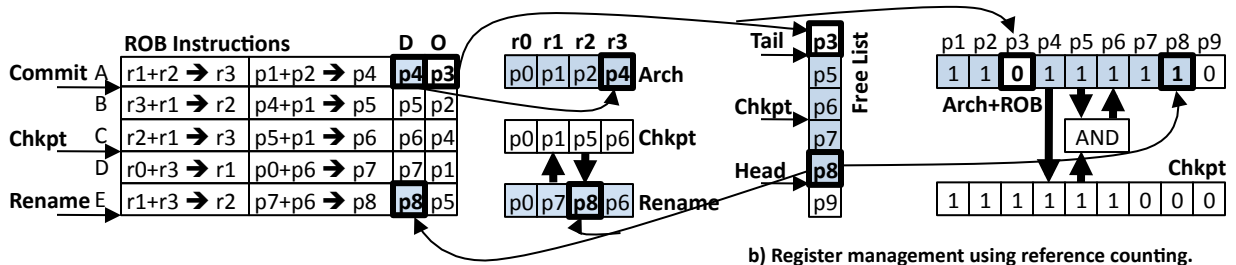 ROB Instructions D O
Commit A r1+r2 ➔ r3 p1+p2 ➔ p4 p4 p3
B r3+r1 ➔ r2 p4+p1 ➔ p5 p5 p2
Chkpt C r2+r1 ➔ r3 p5+p1 ➔ p6 p6 p4
D r0+r3 ➔ r1 p0+p6 ➔ p7 p7 p1
Rename E r1+r3 ➔ r2 p7+p6 ➔ p8 p8 p5
r0 r1 r2 r3
p0 p1 p2 p4 Arch
p0 p1 p5 p6 Chkpt
p0 p7 p8 p6 Rename
Tail p3
p5
Chkpt p6
p7
Head p8
p9
Free List
p1 p2 p3 p4 p5 p6 p7 p8 p9
1 1 0 1 1 1 1 1 0
Arch+ROB
AND
Chkpt
1 1 1 1 1 1 0 0 0
b) Register management using reference counting.